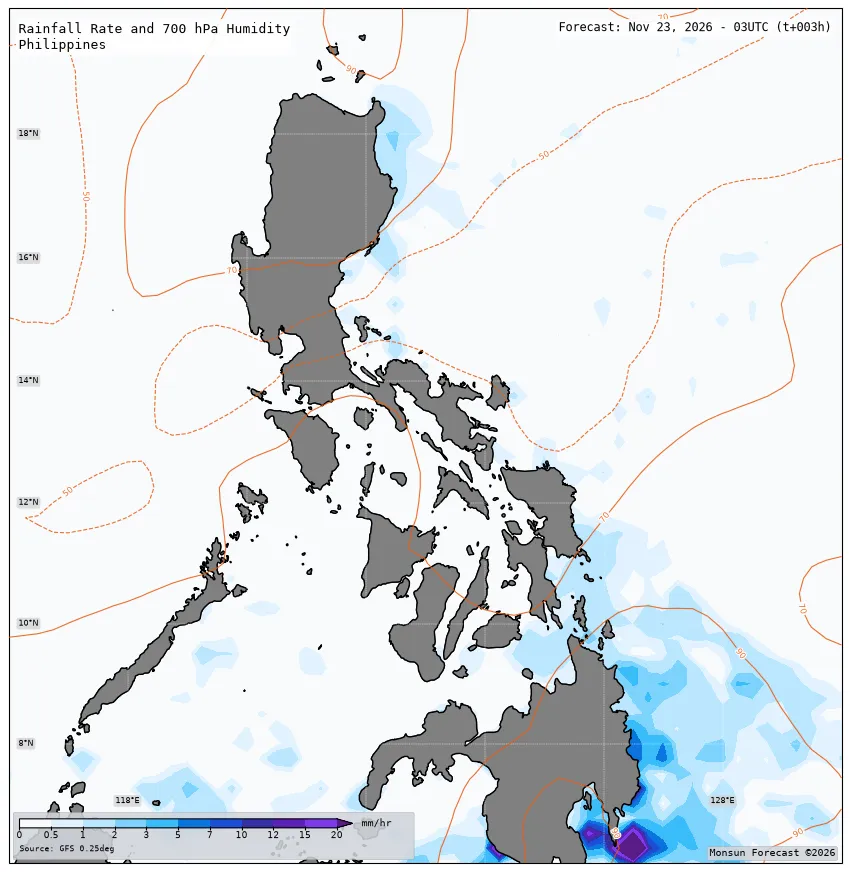 Rainfall Rate and 700 hPa Humidity
Philippines
Forecast: Nov 23, 2026 - 03UTC (t+003h)
70
90
18°N
50
50
16°N
70
14°N
50
12°N
70
70
10°N
90
8°N
118°E
128°E
0 0.5 1 2 3 5 7 10 12 15 20 mm/hr
90
90
Source: GFS 0.25deg
Monsun Forecast ©2026